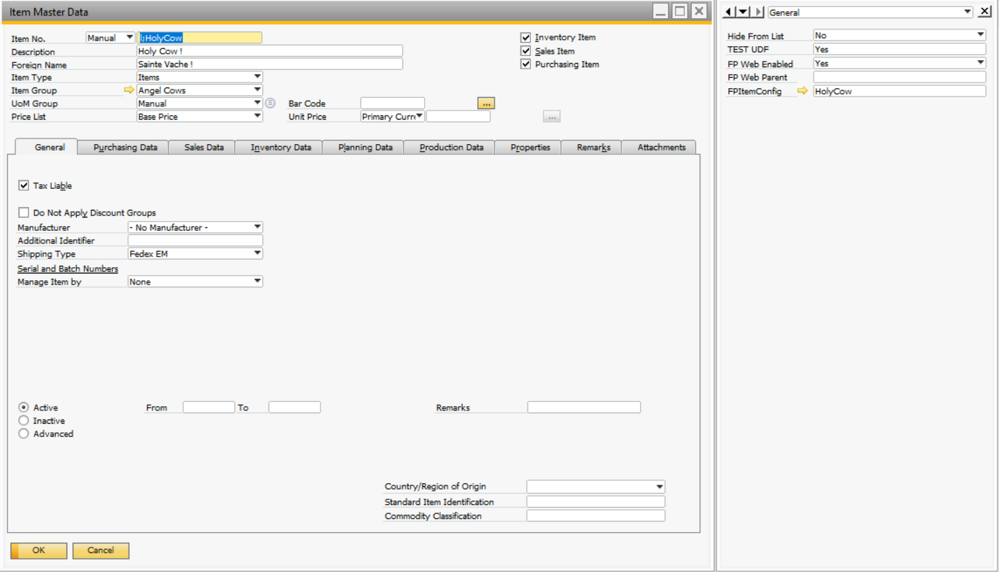 Item Master Data
General
Item No. Manual I;HolyCow Inventory Item
Description Holy Cow ! Sales Item
Foreign Name Sainte Vache ! Purchasing Item
Item Type Items
Item Group Angel Cows
UoM Group Manual Bar Code ...
Price List Base Price Unit Price Primary Curre ...
Hide From List No
TEST UDF Yes
FP Web Enabled Yes
FP Web Parent
FPItemConfig HolyCow
General Purchasing Data Sales Data Inventory Data Planning Data Production Data Properties Remarks Attachments
Tax Liable
Do Not Apply Discount Groups
Manufacturer - No Manufacturer -
Additional Identifier
Shipping Type Fedex EM
Serial and Batch Numbers
Manage Item by None
Active From To Remarks
Inactive
Advanced
Country/Region of Origin
Standard Item Identification
Commodity Classification
OK Cancel